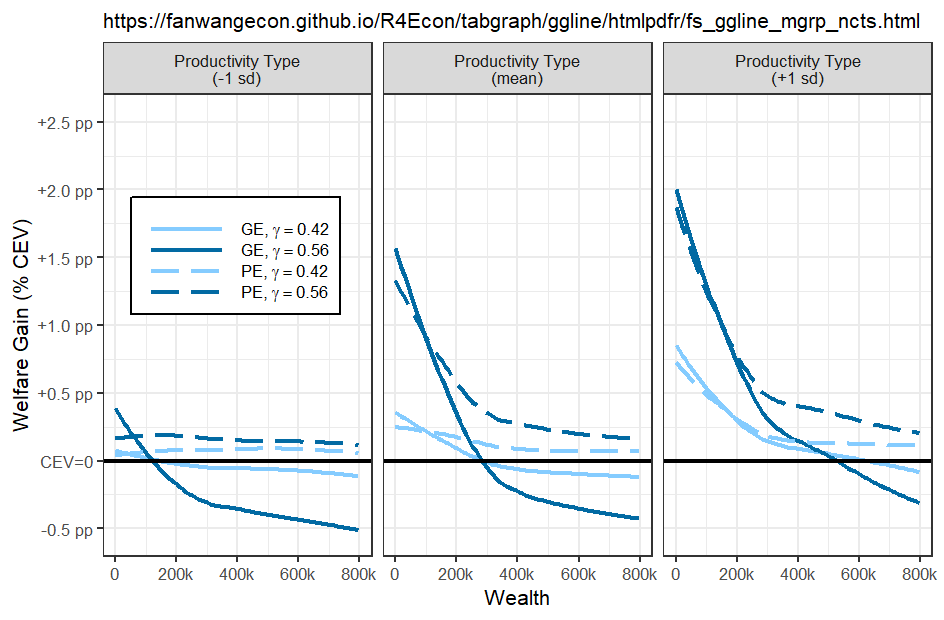 https://fanwangecon.github.io/R4Econ/tabgraph/ggline/htmlpdfr/fs_ggline_mgrp_ncts.html
Productivity Type
(-1 sd)
Productivity Type
(mean)
Productivity Type
(+1 sd)
Welfare Gain (% CEV)
+2.5 pp
+2.0 pp
+1.5 pp
+1.0 pp
+0.5 pp
CEV=0
-0.5 pp
GE, γ = 0.42
GE, γ = 0.56
PE, γ = 0.42
PE, γ = 0.56
0 200k 400k 600k 800k
0 200k 400k 600k 800k
0 200k 400k 600k 800k
Wealth